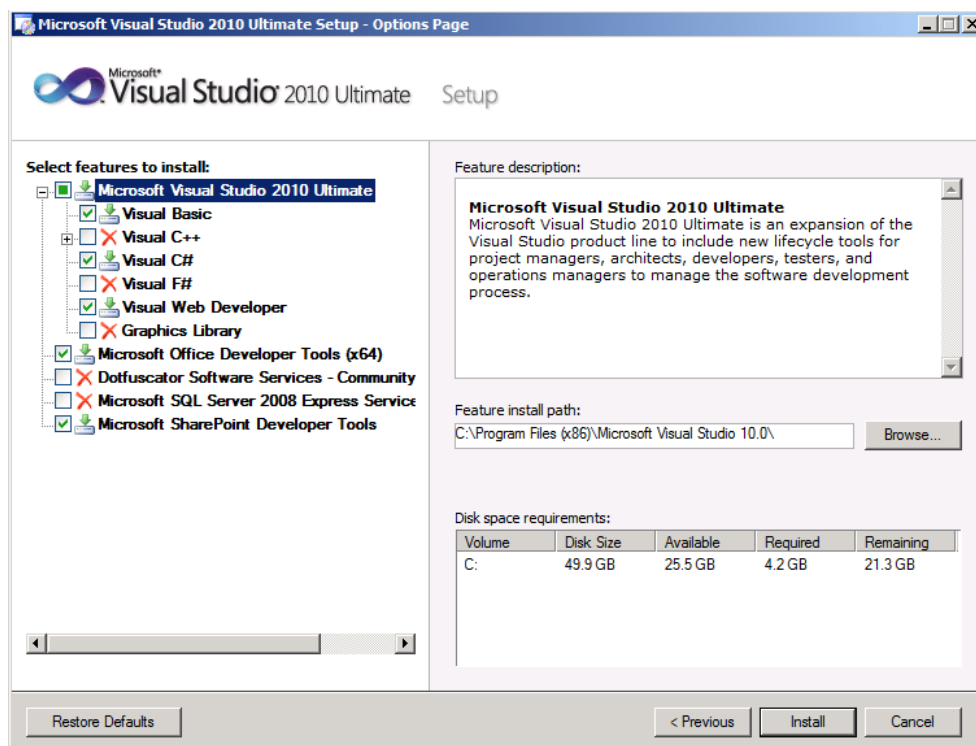 Microsoft Visual Studio 2010 Ultimate Setup - Options Page
Microsoft®
Visual Studio® 2010 Ultimate Setup
Select features to install:
Microsoft Visual Studio 2010 Ultimate
Visual Basic
Visual C++
Visual C#
Visual F#
Visual Web Developer
Graphics Library
Microsoft Office Developer Tools (x64)
Dotfuscator Software Services - Community
Microsoft SQL Server 2008 Express Service
Microsoft SharePoint Developer Tools
Feature description:
Microsoft Visual Studio 2010 Ultimate
Microsoft Visual Studio 2010 Ultimate is an expansion of the
Visual Studio product line to include new lifecycle tools for
project managers, architects, developers, testers, and
operations managers to manage the software development
process.
Feature install path:
C:\Program Files (x86)\Microsoft Visual Studio 10.0\ Browse...
Disk space requirements:
Volume Disk Size Available Required Remaining
C: 49.9 GB 25.5 GB 4.2 GB 21.3 GB
Restore Defaults < Previous Install Cancel